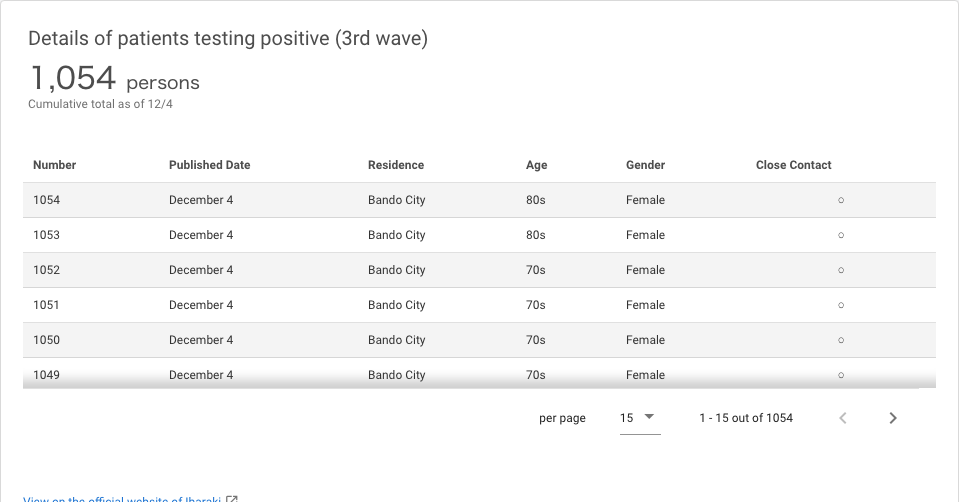 Details of patients testing positive (3rd wave)
1,054 persons
Cumulative total as of 12/4
Number Published Date Residence Age Gender Close Contact
1054 December 4 Bando City 80s Female ○
1053 December 4 Bando City 80s Female ○
1052 December 4 Bando City 70s Female ○
1051 December 4 Bando City 70s Female ○
1050 December 4 Bando City 70s Female ○
1049 December 4 Bando City 70s Female ○
per page 15 1 - 15 out of 1054
View on the official website of Ibaraki